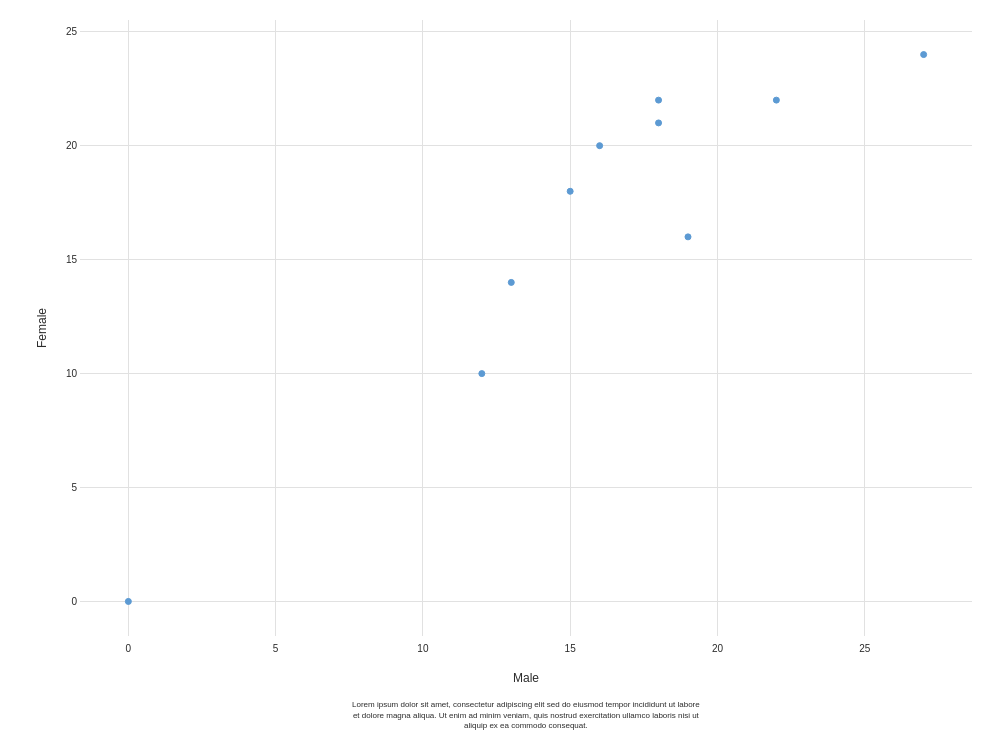 25
20
15
10
5
0
Female
0 5 10 15 20 25
Male
Lorem ipsum dolor sit amet, consectetur adipiscing elit sed do eiusmod tempor incididunt ut labore
et dolore magna aliqua. Ut enim ad minim veniam, quis nostrud exercitation ullamco laboris nisi ut
aliquip ex ea commodo consequat.